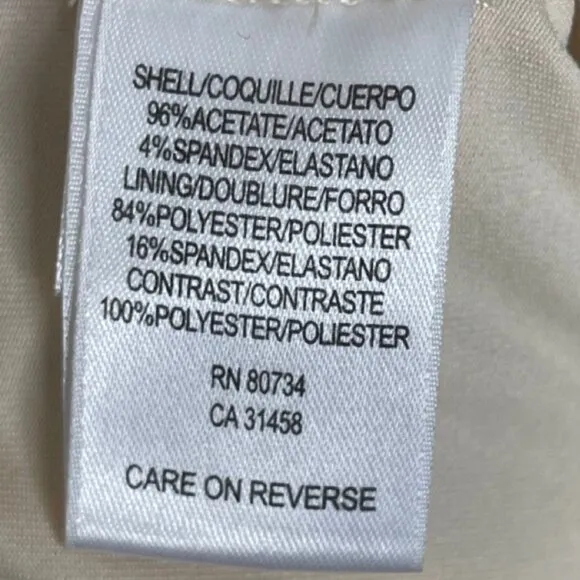 SHELL/COQUILLE/CUERPO
96%ACETATE/ACETATO
4%SPANDEX/ELASTANO
LINING/DOUBLURE/FORRO
84%POLYESTER/POLIESTER
16%SPANDEX/ELASTANO
CONTRAST/CONTRASTE
100%POLYESTER/POLIESTER
RN 80734
CA 31458
CARE ON REVERSE